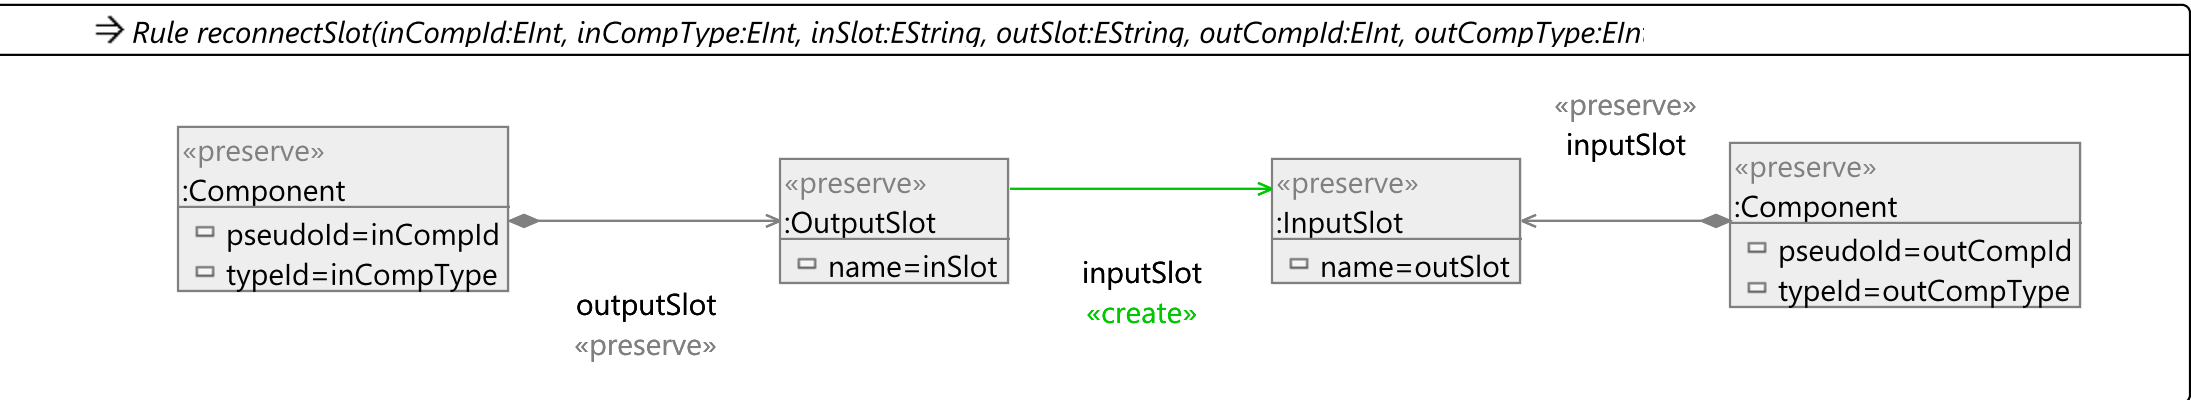 Rule reconnectSlot(inCompId:EInt, inCompType:EInt, inSlot:EString, outSlot:EString, outCompId:EInt, outCompType:EInt
«preserve»
:Component
pseudoId=inCompId
typeId=inCompType
outputSlot
«preserve»
«preserve»
:OutputSlot
name=inSlot
inputSlot
«create»
«preserve»
:InputSlot
name=outSlot
«preserve»
inputSlot
«preserve»
:Component
pseudoId=outCompId
typeId=outCompType